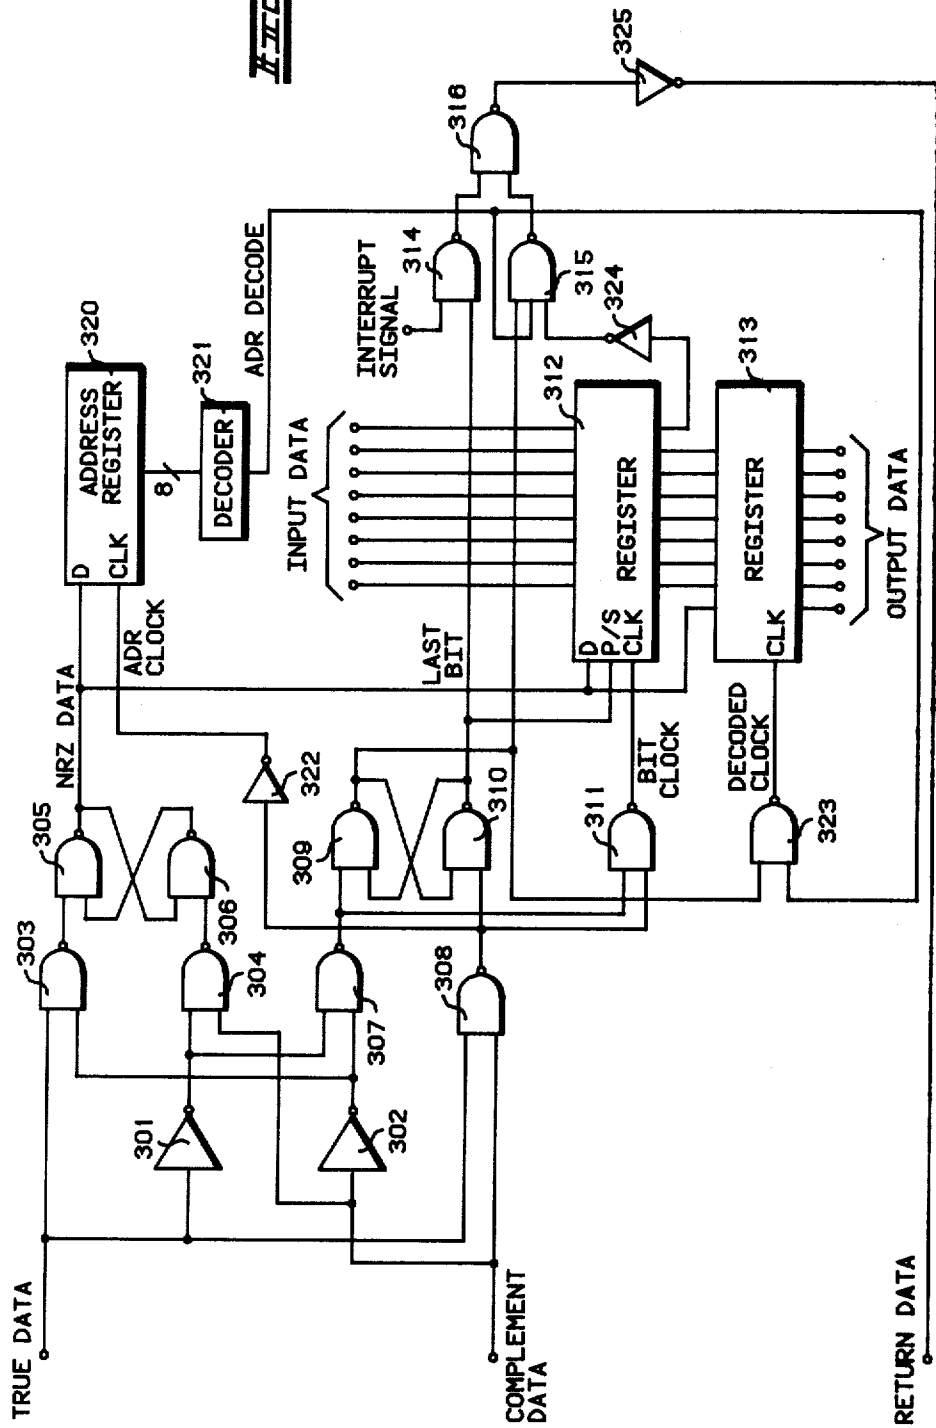 TRUE DATA
COMPLEMENT
DATA
RETURN DATA
301
302
303
304
305
306
307
308
309
310
311
322
323
NRZ DATA
ADR
CLOCK
LAST
BIT
BIT
CLOCK
DECODED
CLOCK
D
CLK
ADDRESS
REGISTER
320
8
DECODER
321
ADR DECODE
INPUT DATA
INTERRUPT
SIGNAL
D
P/S
CLK
REGISTER
312
CLK
REGISTER
313
OUTPUT DATA
314
315
324
316
325